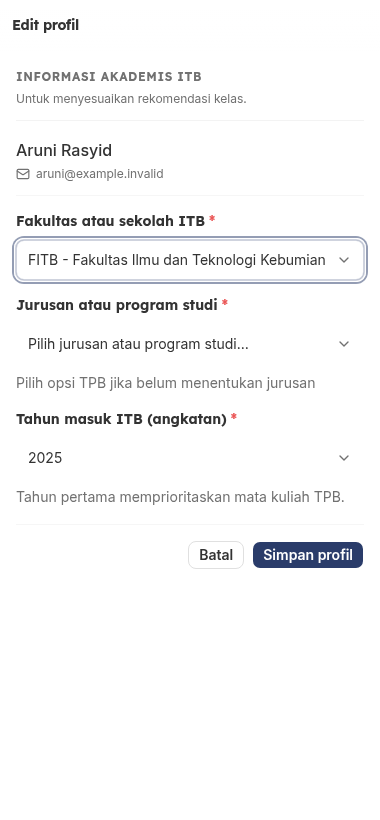 Edit profil
INFORMASI AKADEMIS ITB
Untuk menyesuaikan rekomendasi kelas.
Aruni Rasyid
aruni@example.invalid
Fakultas atau sekolah ITB *
FITB - Fakultas Ilmu dan Teknologi Kebumian
Jurusan atau program studi *
Pilih jurusan atau program studi...
Pilih opsi TPB jika belum menentukan jurusan
Tahun masuk ITB (angkatan) *
2025
Tahun pertama memprioritaskan mata kuliah TPB.
Batal
Simpan profil